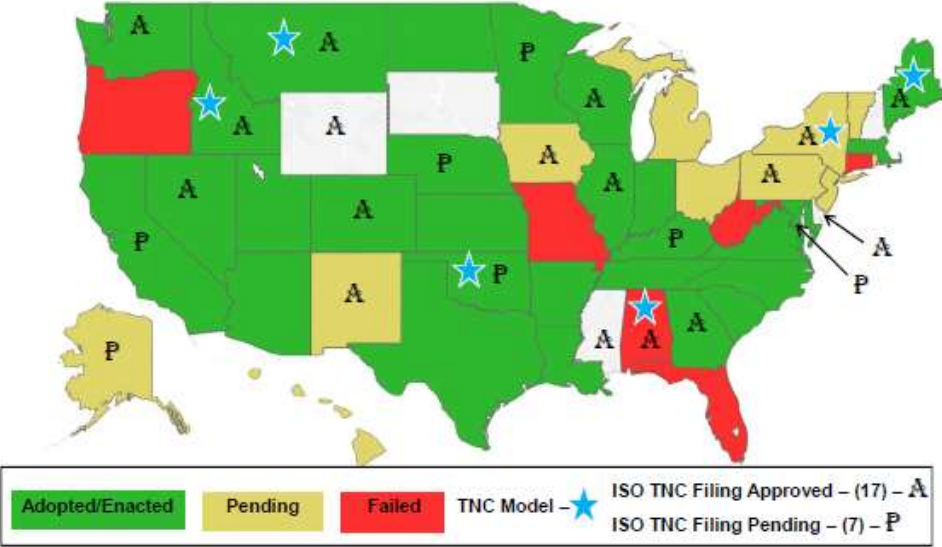 A
A
P
A
A
A
A
P
A
A
A
A
A
P
A
P
A
P
P
A
A
P
A
A
A
P
Adopted/Enacted
Pending
Failed
TNC Model –
ISO TNC Filing Approved – (17) – A
ISO TNC Filing Pending – (7) – P